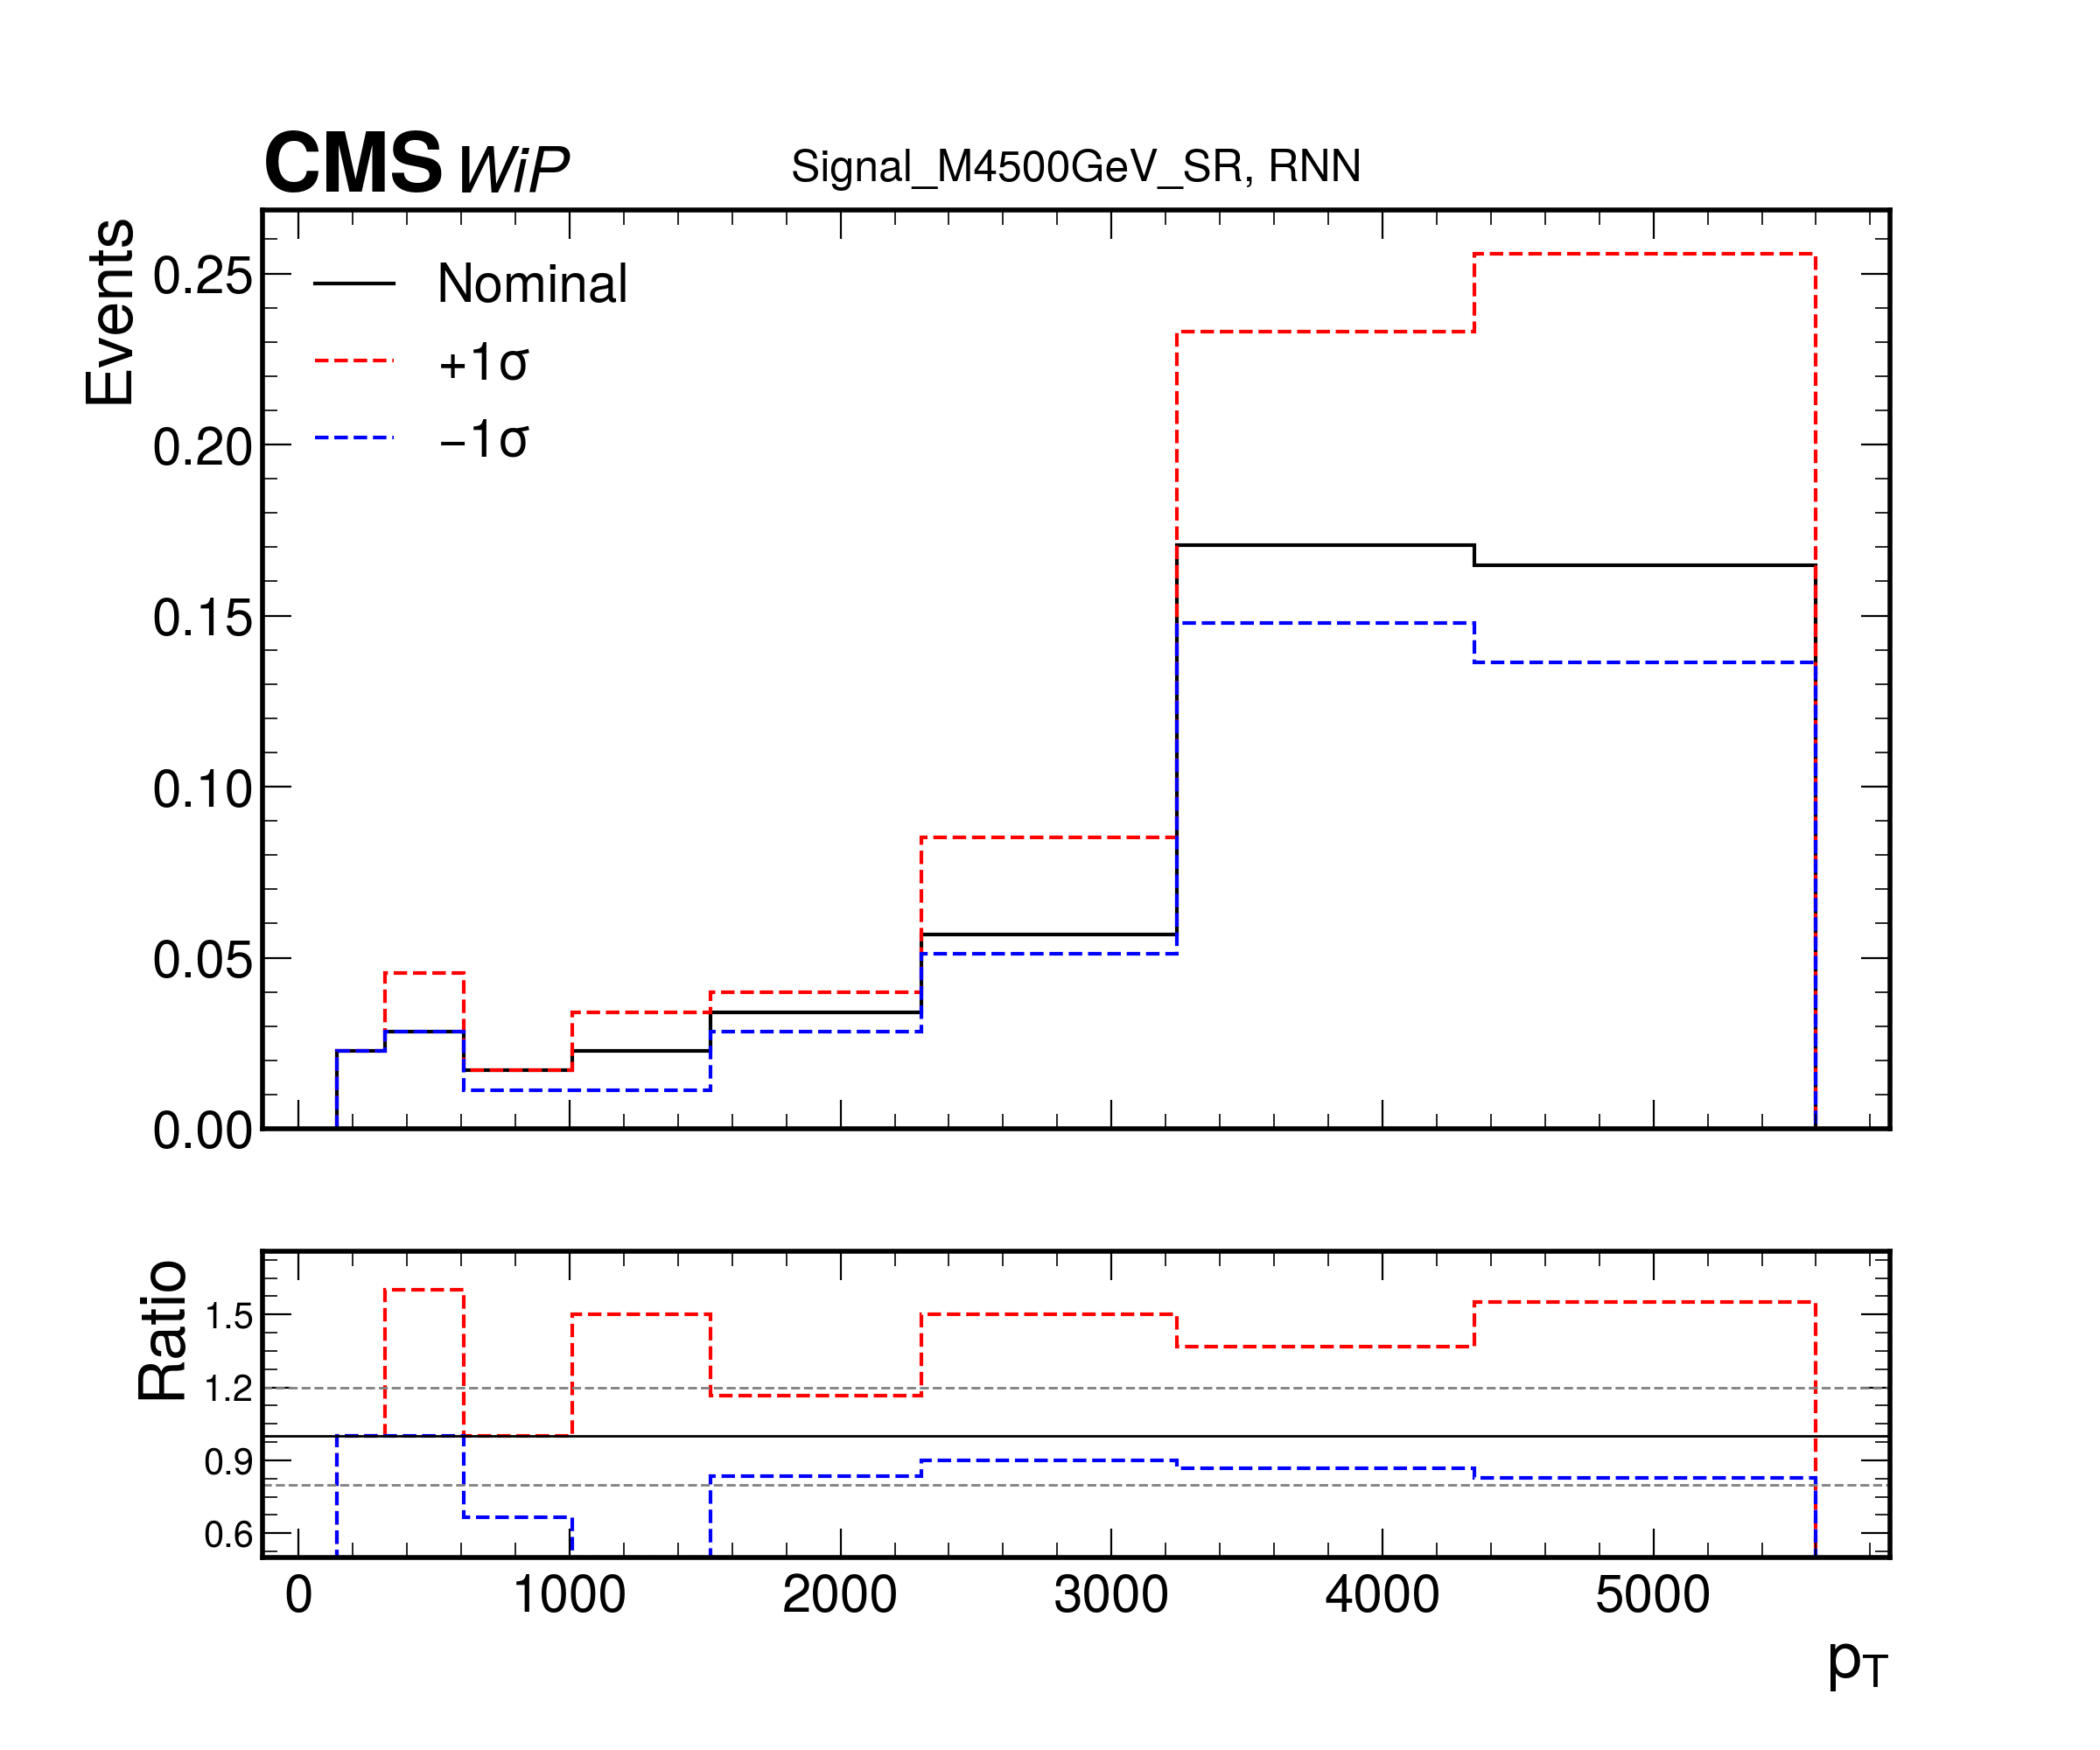 CMS WiP
Signal_M4500GeV_SR, RNN
Events
0.25
0.20
0.15
0.10
0.05
0.00
Nominal
+1σ
−1σ
Ratio
1.5
1.2
0.9
0.6
0 1000 2000 3000 4000 5000
pT